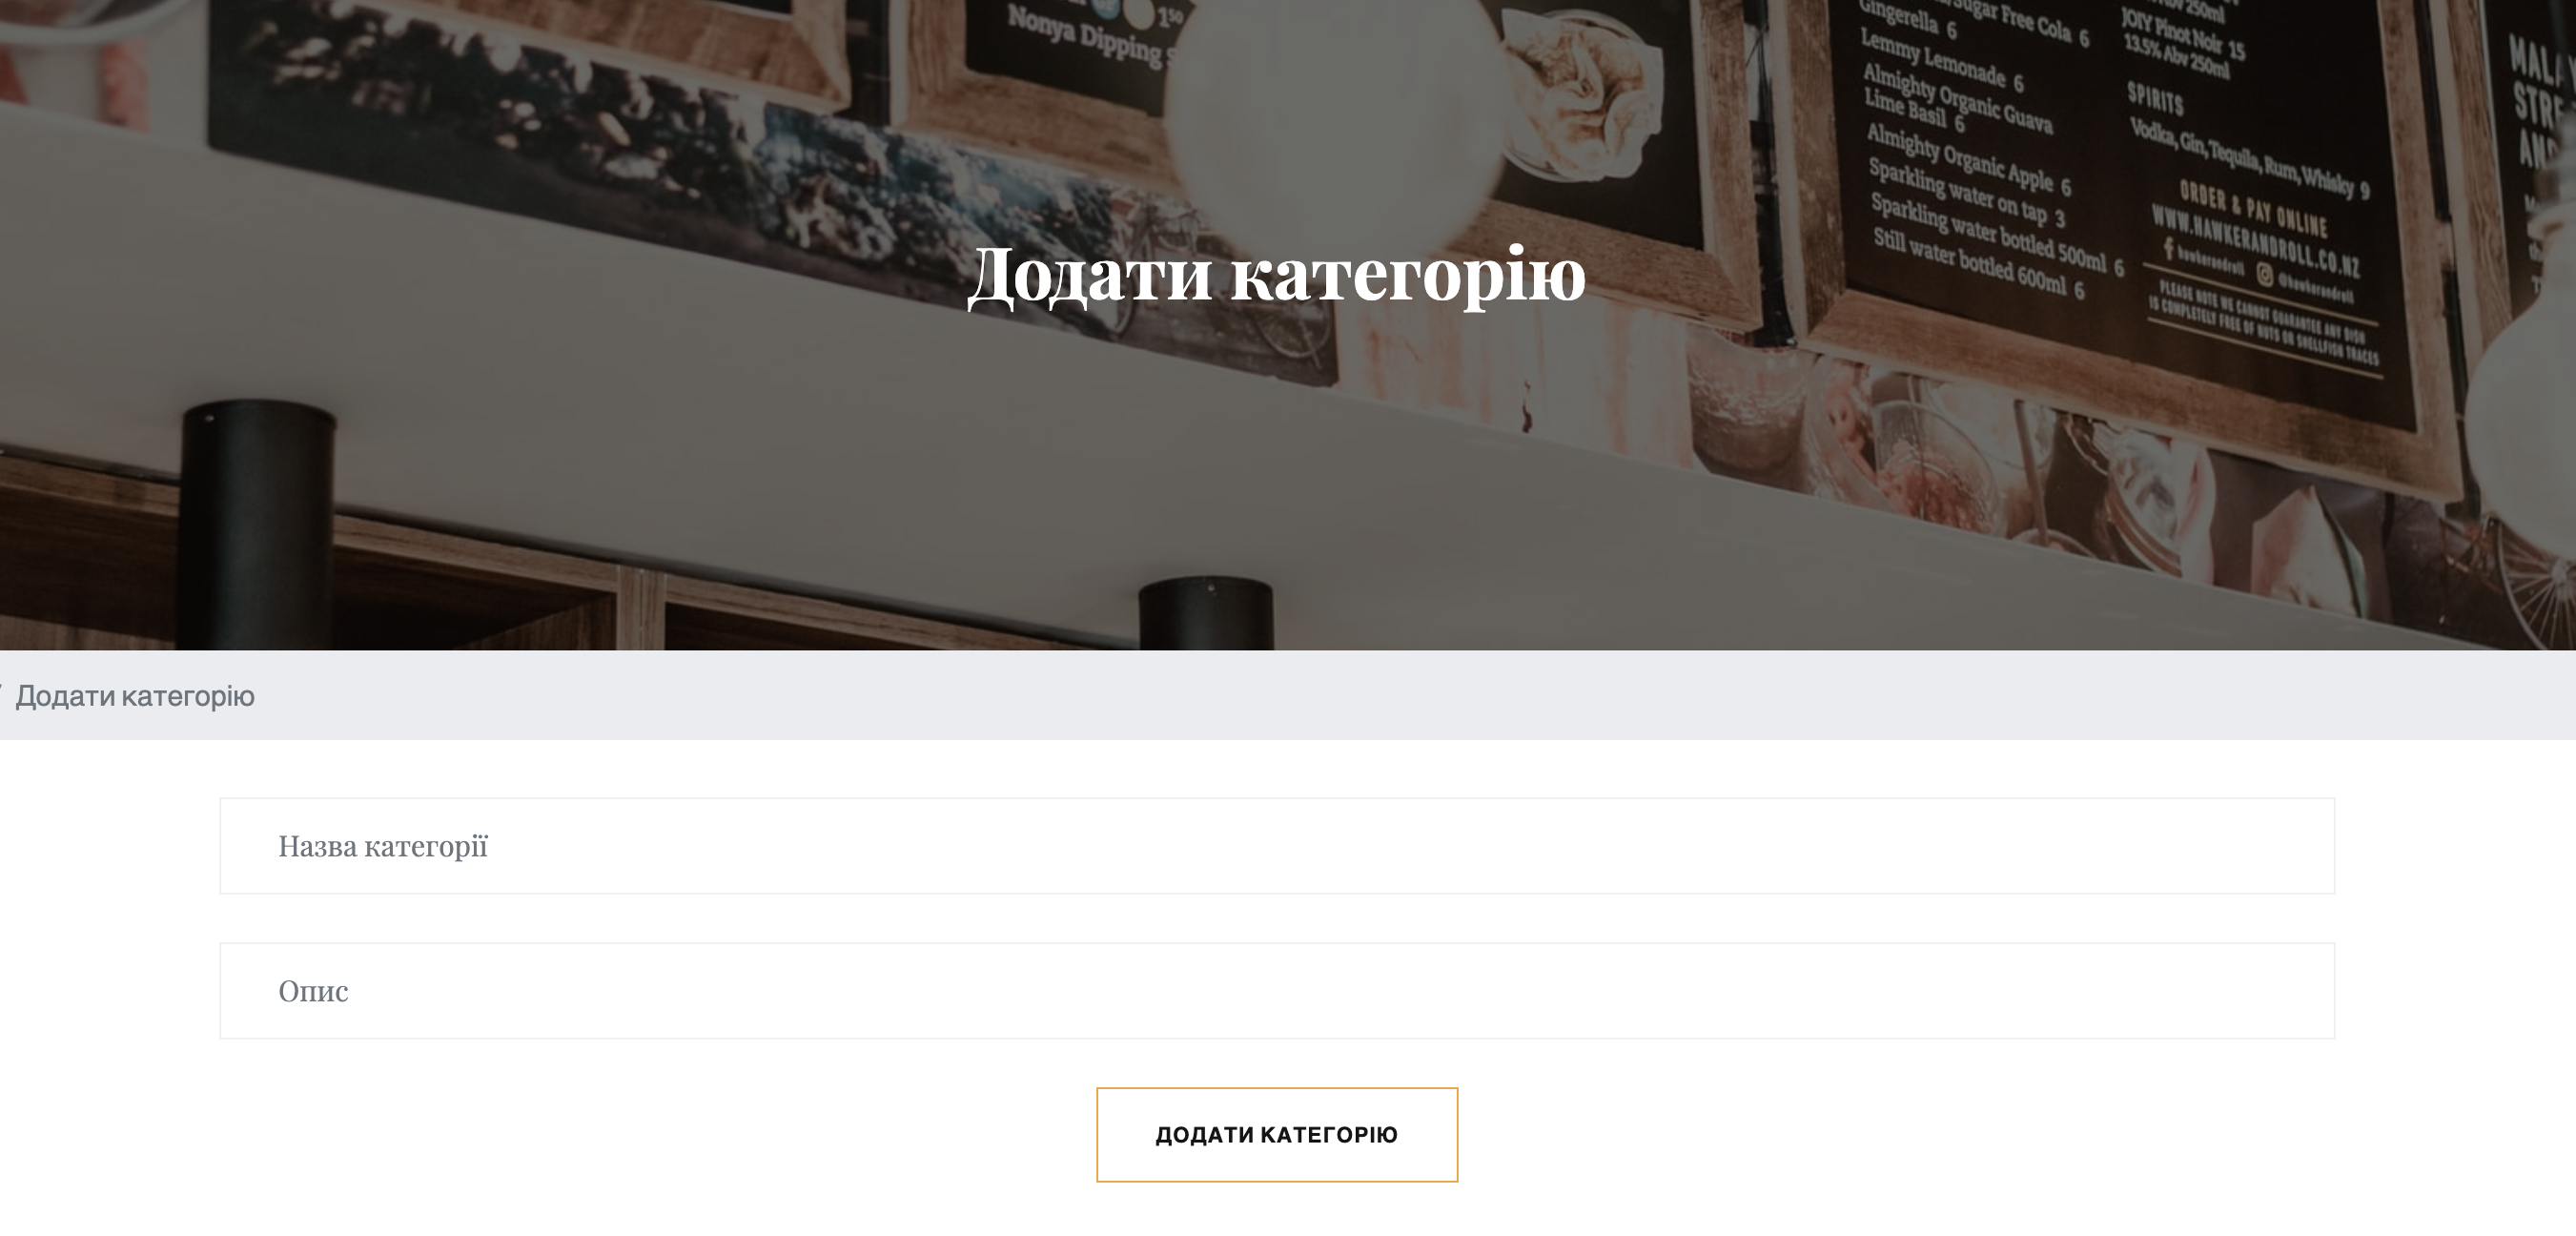 1⁵⁰
Nonya Dipping
Sugar Free Cola 6
Gingerella 6
Lemmy Lemonade 6
Almighty Organic Guava
Lime Basil 6
Almighty Organic Apple 6
Sparkling water on tap 3
Sparkling water bottled 500ml 6
Still water bottled 600ml 6
250ml
JOIY Pinot Noir 15
13.5% Abv 250ml
SPIRITS
Vodka, Gin, Tequila, Rum, Whisky 9
ORDER & PAY ONLINE
WWW.HAWKERANDROLL.CO.NZ
hawkerandroll @hawkerandroll
PLEASE NOTE WE CANNOT GUARANTEE ANY DISH
IS COMPLETELY FREE OF NUTS OR SHELLFISH TRACES
Додати категорію
Додати категорію
Назва категорії
Опис
ДОДАТИ КАТЕГОРІЮ